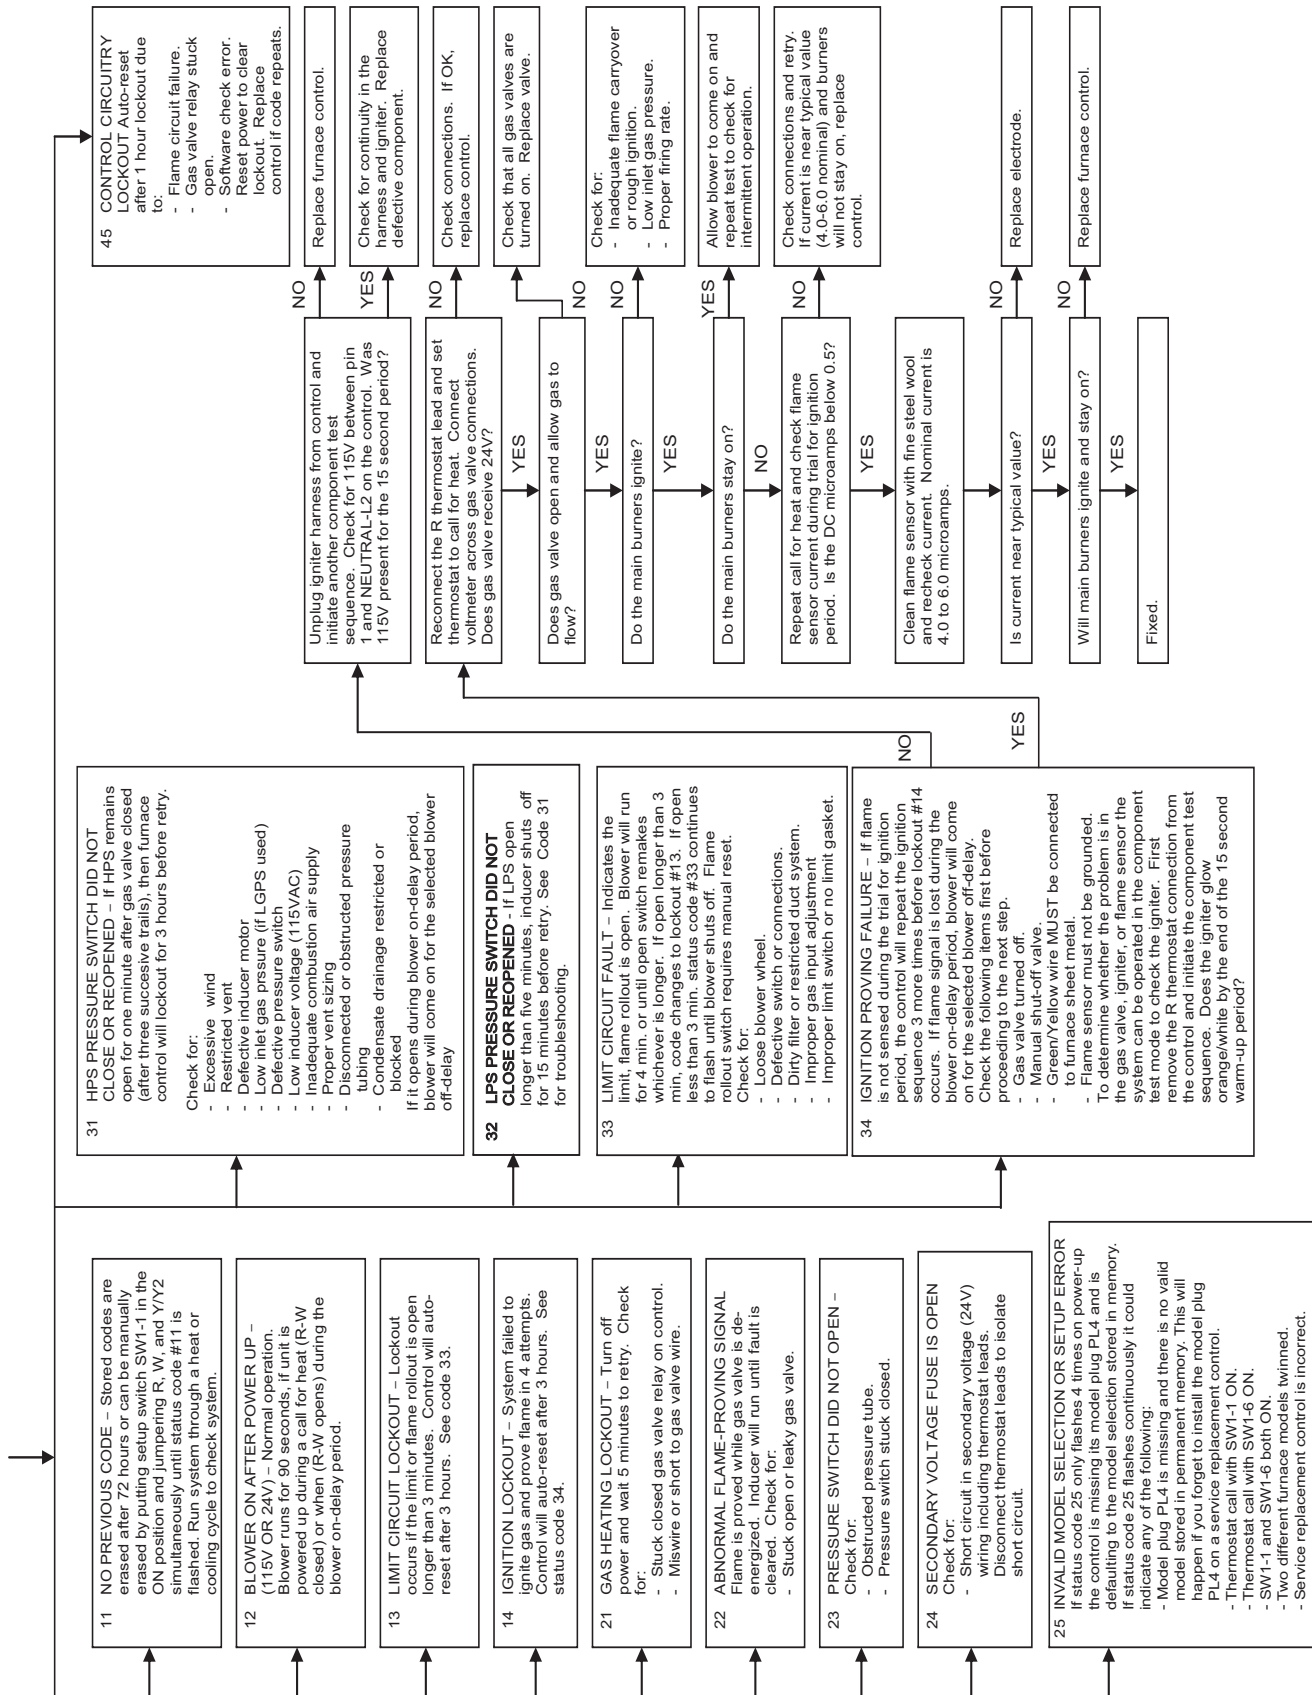 11 NO PREVIOUS CODE – Stored codes are
erased after 72 hours or can be manually
erased by putting setup switch SW1-1 in the
ON position and jumpering R, W, and Y/Y2
simultaneously until status code #11 is
flashed. Run system through a heat or
cooling cycle to check system.
12 BLOWER ON AFTER POWER UP –
(115V OR 24V) – Normal operation.
Blower runs for 90 seconds, if unit is
powered up during a call for heat (R-W
closed) or when (R-W opens) during the
blower on-delay period.
13 LIMIT CIRCUIT LOCKOUT – Lockout
occurs if the limit or flame rollout is open
longer than 3 minutes. Control will auto-
reset after 3 hours. See code 33.
14 IGNITION LOCKOUT – System failed to
ignite gas and prove flame in 4 attempts.
Control will auto-reset after 3 hours. See
status code 34.
21 GAS HEATING LOCKOUT – Turn off
power and wait 5 minutes to retry. Check
for:
- Stuck closed gas valve relay on control.
- Miswire or short to gas valve wire.
22 ABNORMAL FLAME-PROVING SIGNAL
Flame is proved while gas valve is de-
energized. Inducer will run until fault is
cleared. Check for:
- Stuck open or leaky gas valve.
23 PRESSURE SWITCH DID NOT OPEN –
Check for:
- Obstructed pressure tube.
- Pressure switch stuck closed.
24 SECONDARY VOLTAGE FUSE IS OPEN
Check for:
- Short circuit in secondary voltage (24V)
wiring including thermostat leads.
Disconnect thermostat leads to isolate
short circuit.
25 INVALID MODEL SELECTION OR SETUP ERROR
If status code 25 only flashes 4 times on power-up
the control is missing its model plug PL4 and is
defaulting to the model selection stored in memory.
If status code 25 flashes continuously it could
indicate any of the following:
- Model plug PL4 is missing and there is no valid
model stored in permanent memory. This will
happen if you forget to install the model plug
PL4 on a service replacement control.
- Thermostat call with SW1-1 ON.
- Thermostat call with SW1-6 ON.
- SW1-1 and SW1-6 both ON.
- Two different furnace models twinned.
- Service replacement control is incorrect.
31 HPS PRESSURE SWITCH DID NOT
CLOSE OR REOPENED – If HPS remains
open for one minute after gas valve closed
(after three succesive trails), then furnace
control will lockout for 3 hours before retry.
Check for:
- Excessive wind
- Restricted vent
- Defective inducer motor
- Low inlet gas pressure (if LGPS used)
- Defective pressure switch
- Low inducer voltage (115VAC)
- Inadequate combustion air supply
- Proper vent sizing
- Disconnected or obstructed pressure
tubing
- Condensate drainage restricted or
blocked
If it opens during blower on-delay period,
blower will come on for the selected blower
off-delay
32 LPS PRESSURE SWITCH DID NOT
CLOSE OR REOPENED - If LPS open
longer than five minutes, inducer shuts off
for 15 minutes before retry. See Code 31
for troubleshooting.
33 LIMIT CIRCUIT FAULT – Indicates the
limit, flame rollout is open. Blower will run
for 4 min. or until open switch remakes
whichever is longer. If open longer than 3
min, code changes to lockout #13. If open
less than 3 min. status code #33 continues
to flash until blower shuts off. Flame
rollout switch requires manual reset.
Check for:
- Loose blower wheel.
- Defective switch or connections.
- Dirty filter or restricted duct system.
- Improper gas input adjustment
- Improper limit switch or no limit gasket.
34 IGNITION PROVING FAILURE – If flame
is not sensed during the trial for ignition
period, the control will repeat the ignition
sequence 3 more times before lockout #14
occurs. If flame signal is lost during the
blower on-delay period, blower will come
on for the selected blower off-delay.
Check the following items first before
proceeding to the next step.
- Gas valve turned off.
- Manual shut-off valve.
- Green/Yellow wire MUST be connected
to furnace sheet metal.
- Flame sensor must not be grounded.
To determine whether the problem is in
the gas valve, igniter, or flame sensor the
system can be operated in the component
test mode to check the igniter. First
remove the R thermostat connection from
the control and initiate the component test
sequence. Does the igniter glow
orange/white by the end of the 15 second
warm-up period?
NO
YES
Unplug igniter harness from control and
initiate another component test
sequence. Check for 115V between pin
1 and NEUTRAL-L2 on the control. Was
115V present for the 15 second period?
NO
YES
Reconnect the R thermostat lead and set
thermostat to call for heat. Connect
voltmeter across gas valve connections.
Does gas valve receive 24V?
NO
YES
Does gas valve open and allow gas to
flow?
NO
YES
Do the main burners ignite?
NO
YES
Do the main burners stay on?
YES
NO
Repeat call for heat and check flame
sensor current during trial for ignition
period. Is the DC microamps below 0.5?
NO
YES
Clean flame sensor with fine steel wool
and recheck current. Nominal current is
4.0 to 6.0 microamps.
Is current near typical value?
NO
YES
Will main burners ignite and stay on?
NO
YES
Fixed.
45 CONTROL CIRCUITRY
LOCKOUT Auto-reset
after 1 hour lockout due
to:
- Flame circuit failure.
- Gas valve relay stuck
open.
- Software check error.
Reset power to clear
lockout. Replace
control if code repeats.
Replace furnace control.
Check for continuity in the
harness and igniter. Replace
defective component.
Check connections. If OK,
replace control.
Check that all gas valves are
turned on. Replace valve.
Check for:
- Inadequate flame carryover
or rough ignition.
- Low inlet gas pressure.
- Proper firing rate.
Allow blower to come on and
repeat test to check for
intermittent operation.
Check connections and retry.
If current is near typical value
(4.0-6.0 nominal) and burners
will not stay on, replace
control.
Replace electrode.
Replace furnace control.